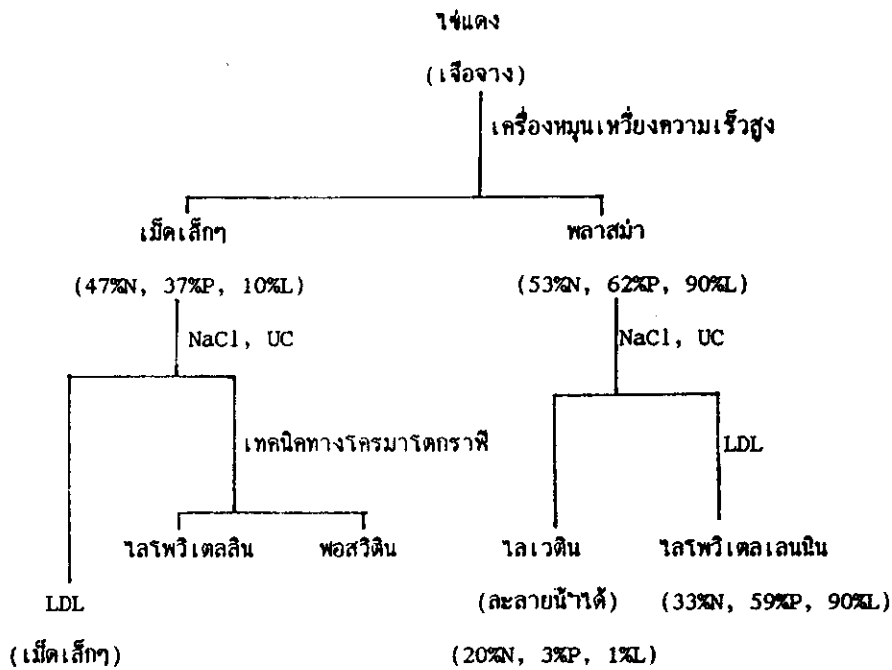 ไข่แดง
(เจือจาง)
เครื่องหมุนเหวี่ยงความเร็วสูง
เม็ดเล็กๆ พลาสม่า
(47%N, 37%P, 10%L) (53%N, 62%P, 90%L)
NaCl, UC NaCl, UC
เทคนิคทางโครมาโตกราฟี LDL
ไลโพวิเตลลิน พอสวิติน ไลเวติน ไลโพวิเตลเลนนิน
LDL (ละลายน้ำได้) (33%N, 59%P, 90%L)
(เม็ดเล็กๆ) (20%N, 3%P, 1%L)